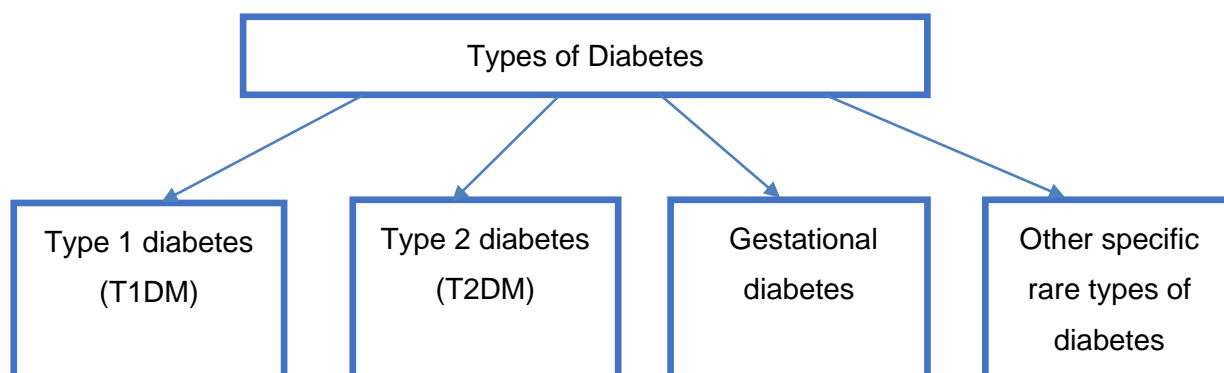 Types of Diabetes
Type 1 diabetes
(T1DM)
Type 2 diabetes
(T2DM)
Gestational
diabetes
Other specific
rare types of
diabetes